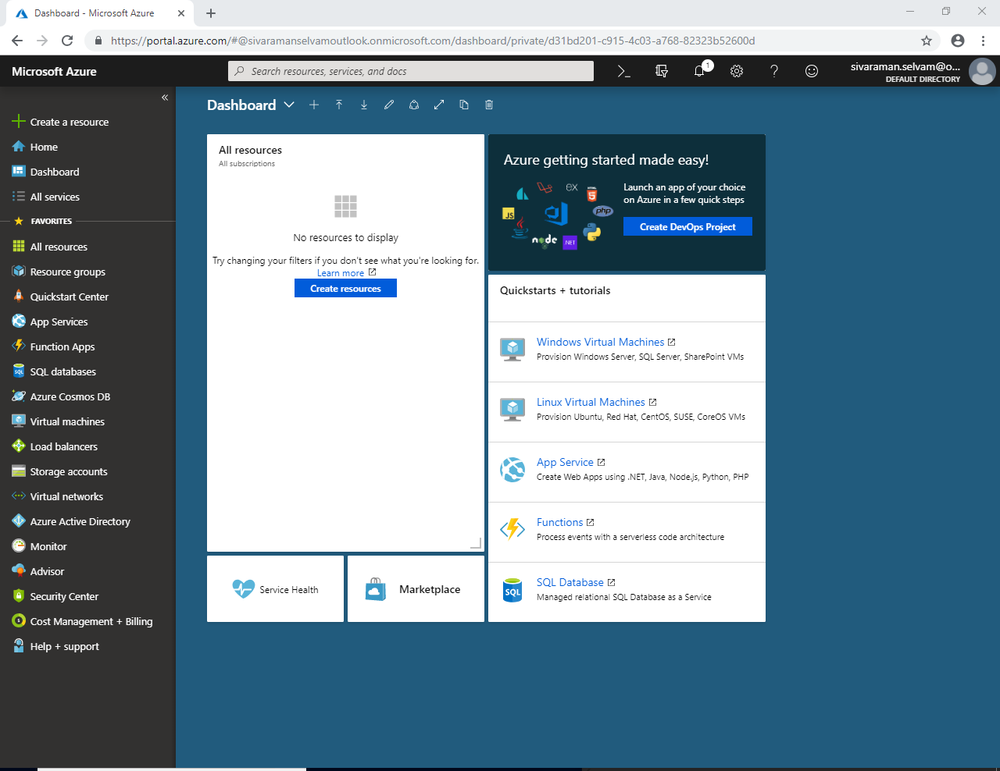 Dashboard - Microsoft Azure
https://portal.azure.com/#@sivaramanselvamoutlook.onmicrosoft.com/dashboard/private/d31bd201-c915-4c03-a768-82323b52600d
Microsoft Azure
Search resources, services, and docs
1
sivaraman.selvam@o...
DEFAULT DIRECTORY
Create a resource
Home
Dashboard
All services
FAVORITES
All resources
Resource groups
Quickstart Center
App Services
Function Apps
SQL databases
Azure Cosmos DB
Virtual machines
Load balancers
Storage accounts
Virtual networks
Azure Active Directory
Monitor
Advisor
Security Center
Cost Management + Billing
Help + support
Dashboard
All resources
All subscriptions
No resources to display
Try changing your filters if you don't see what you're looking for.
Learn more
Create resources
Service Health
Marketplace
Azure getting started made easy!
EX
HTML
5
JS
php
node
NET
Launch an app of your choice
on Azure in a few quick steps
Create DevOps Project
Quickstarts + tutorials
Windows Virtual Machines
Provision Windows Server, SQL Server, SharePoint VMs
Linux Virtual Machines
Provision Ubuntu, Red Hat, CentOS, SUSE, CoreOS VMs
App Service
Create Web Apps using .NET, Java, Node.js, Python, PHP
Functions
Process events with a serverless code architecture
SQL
SQL Database
Managed relational SQL Database as a Service